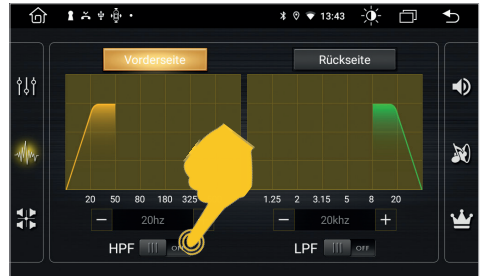 13:43
Vorderseite Rückseite
20 50 80 180 325 1.25 2 3.15 5 8 20
− 20hz − 20khz +
HPF OFF LPF OFF